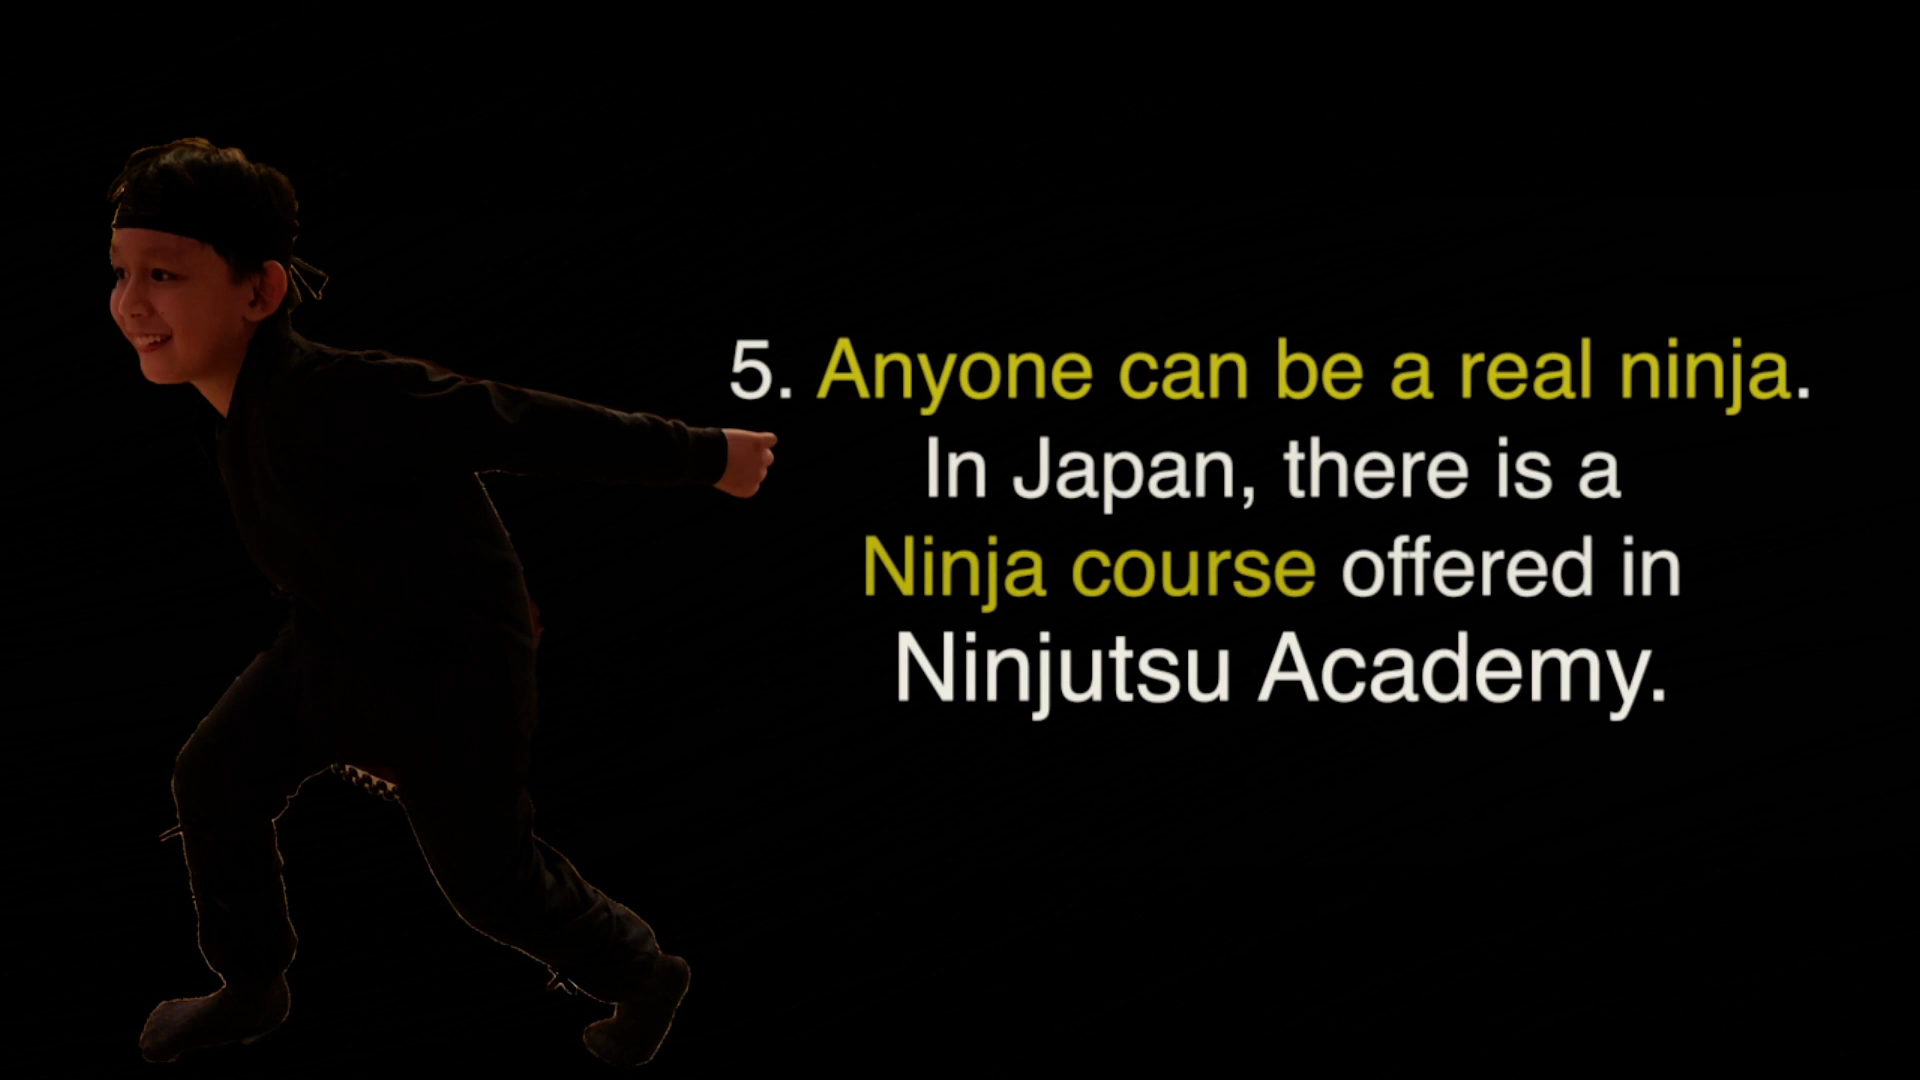 5. Anyone can be a real ninja.
In Japan, there is a
Ninja course offered in
Ninjutsu Academy.